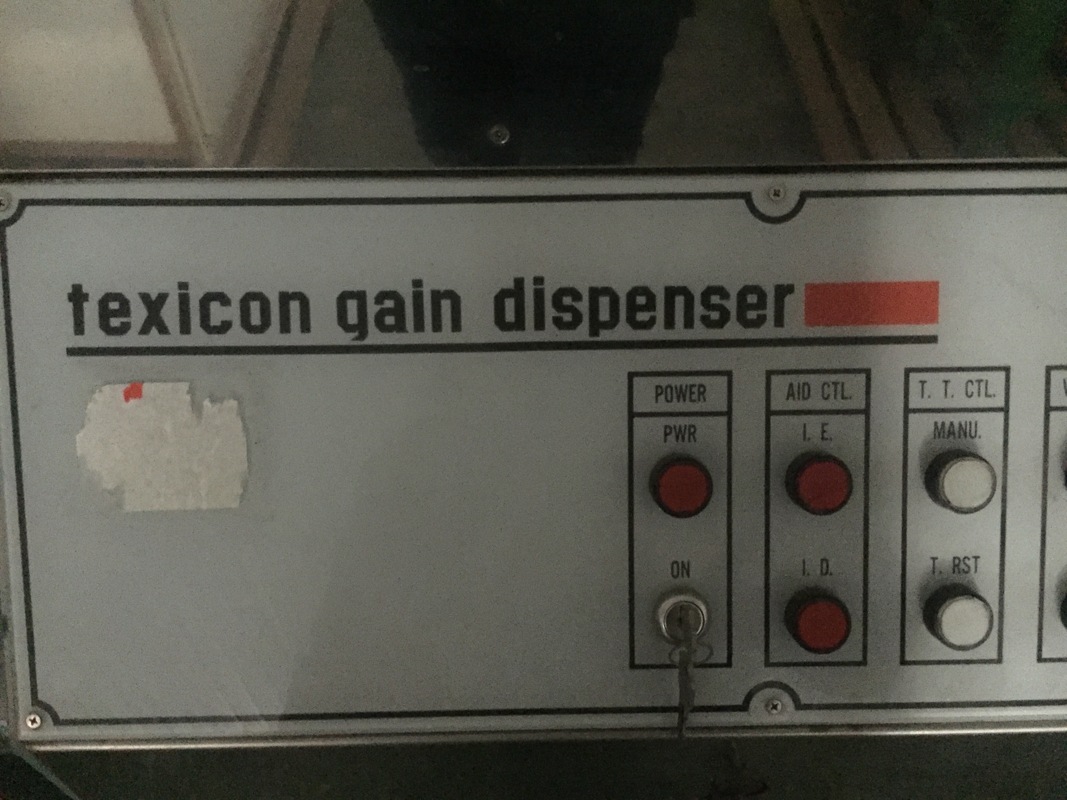 texicon gain dispenser
POWER
PWR
ON
AID CTL.
I. E.
I. D.
T. T. CTL.
MANU.
T. RST